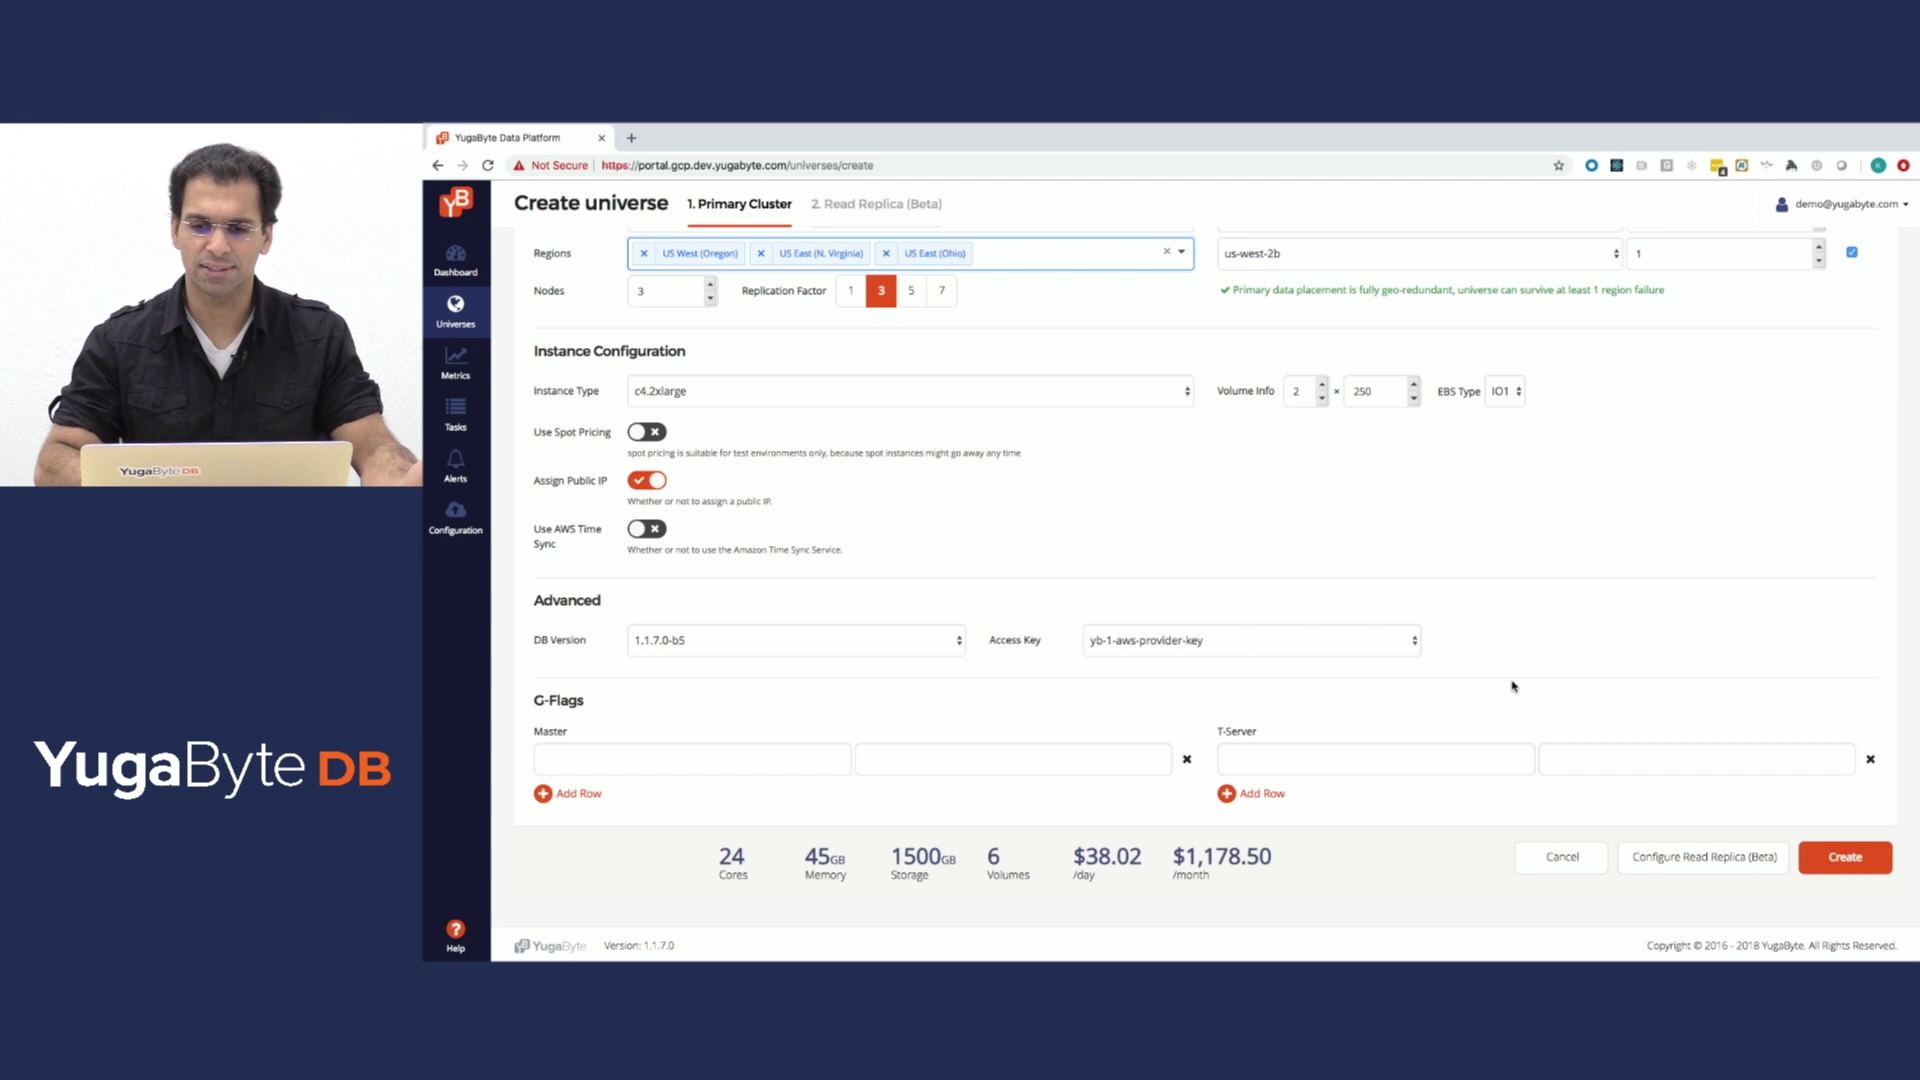 YugaByte Data Platform
Not Secure | https://portal.gcp.dev.yugabyte.com/universes/create
YB
Create universe
1. Primary Cluster
2. Read Replica (Beta)
demo@yugabyte.com
Dashboard
Universes
Metrics
Tasks
Alerts
Configuration
Help
Regions
US West (Oregon)
US East (N. Virginia)
US East (Ohio)
us-west-2b
1
Nodes
3
Replication Factor
1 3 5 7
Primary data placement is fully geo-redundant, universe can survive at least 1 region failure
Instance Configuration
Instance Type
c4.2xlarge
Volume Info
2 × 250
EBS Type
IO1
Use Spot Pricing
spot pricing is suitable for test environments only, because spot instances might go away any time
Assign Public IP
Whether or not to assign a public IP.
Use AWS Time
Sync
Whether or not to use the Amazon Time Sync Service.
Advanced
DB Version
1.1.7.0-b5
Access Key
yb-1-aws-provider-key
G-Flags
Master
T-Server
Add Row
Add Row
24
Cores
45GB
Memory
1500GB
Storage
6
Volumes
$38.02
/day
$1,178.50
/month
Cancel
Configure Read Replica (Beta)
Create
YugaByte
Version: 1.1.7.0
Copyright © 2016 - 2018 YugaByte. All Rights Reserved.
YugaByte DB
YugaByte DB